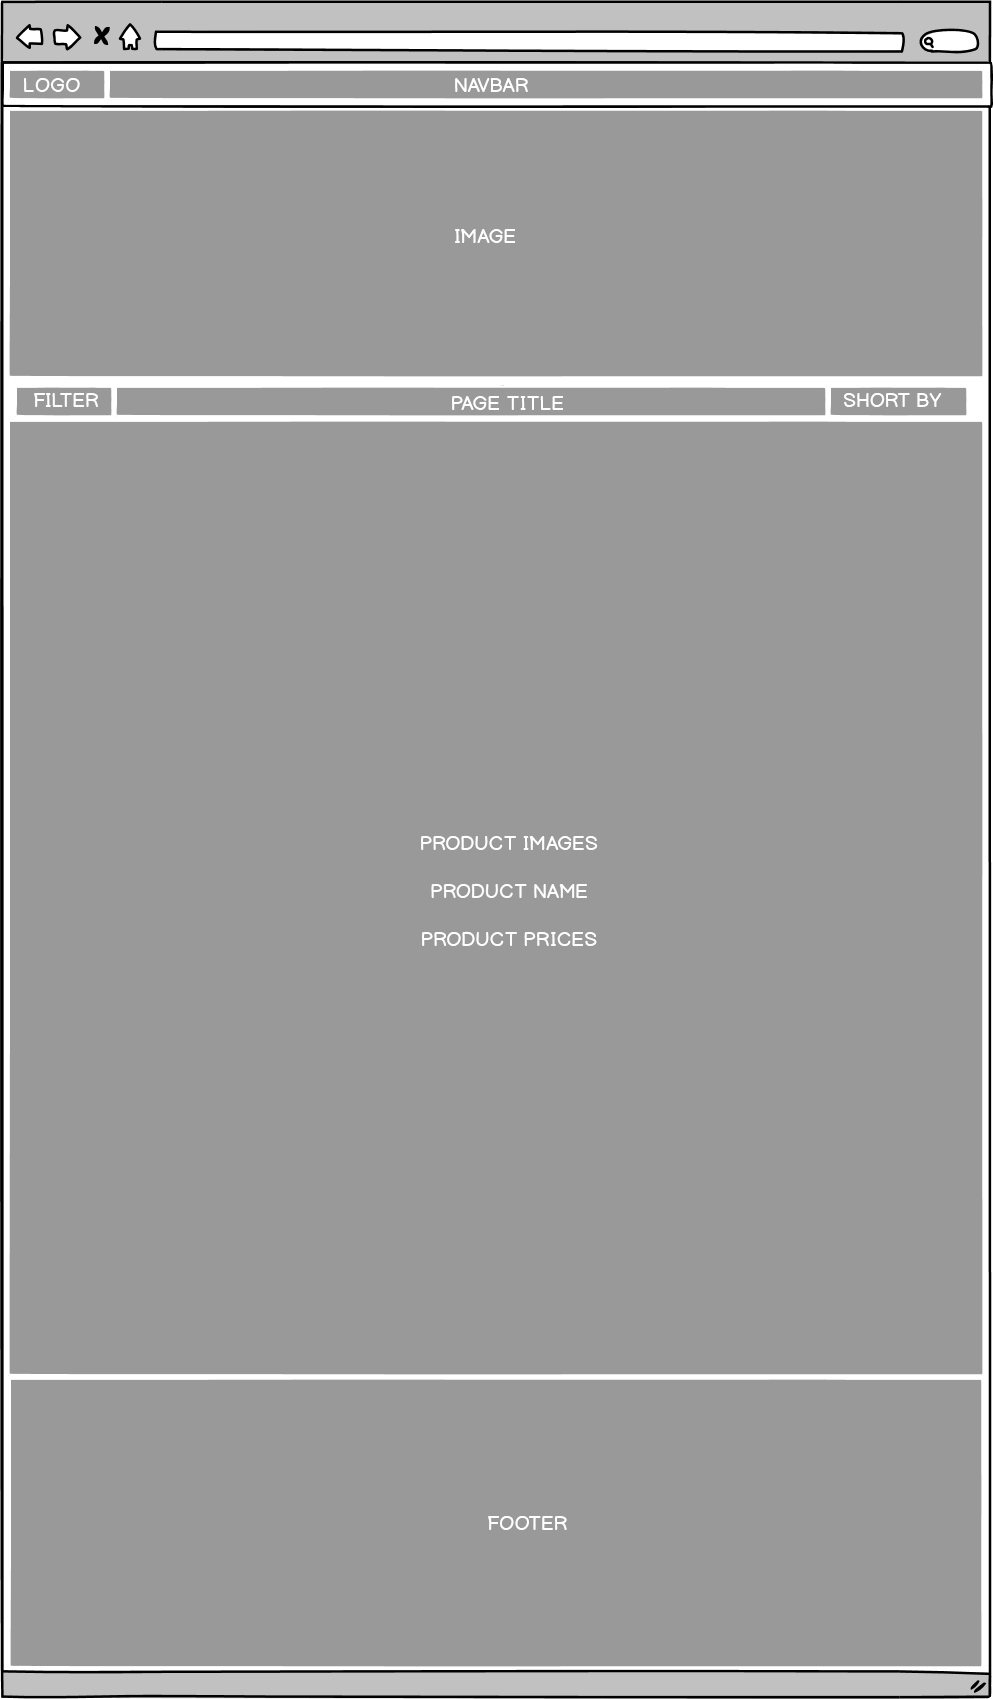 LOGO
NAVBAR
IMAGE
FILTER
PAGE TITLE
SHORT BY
PRODUCT IMAGES
PRODUCT NAME
PRODUCT PRICES
FOOTER